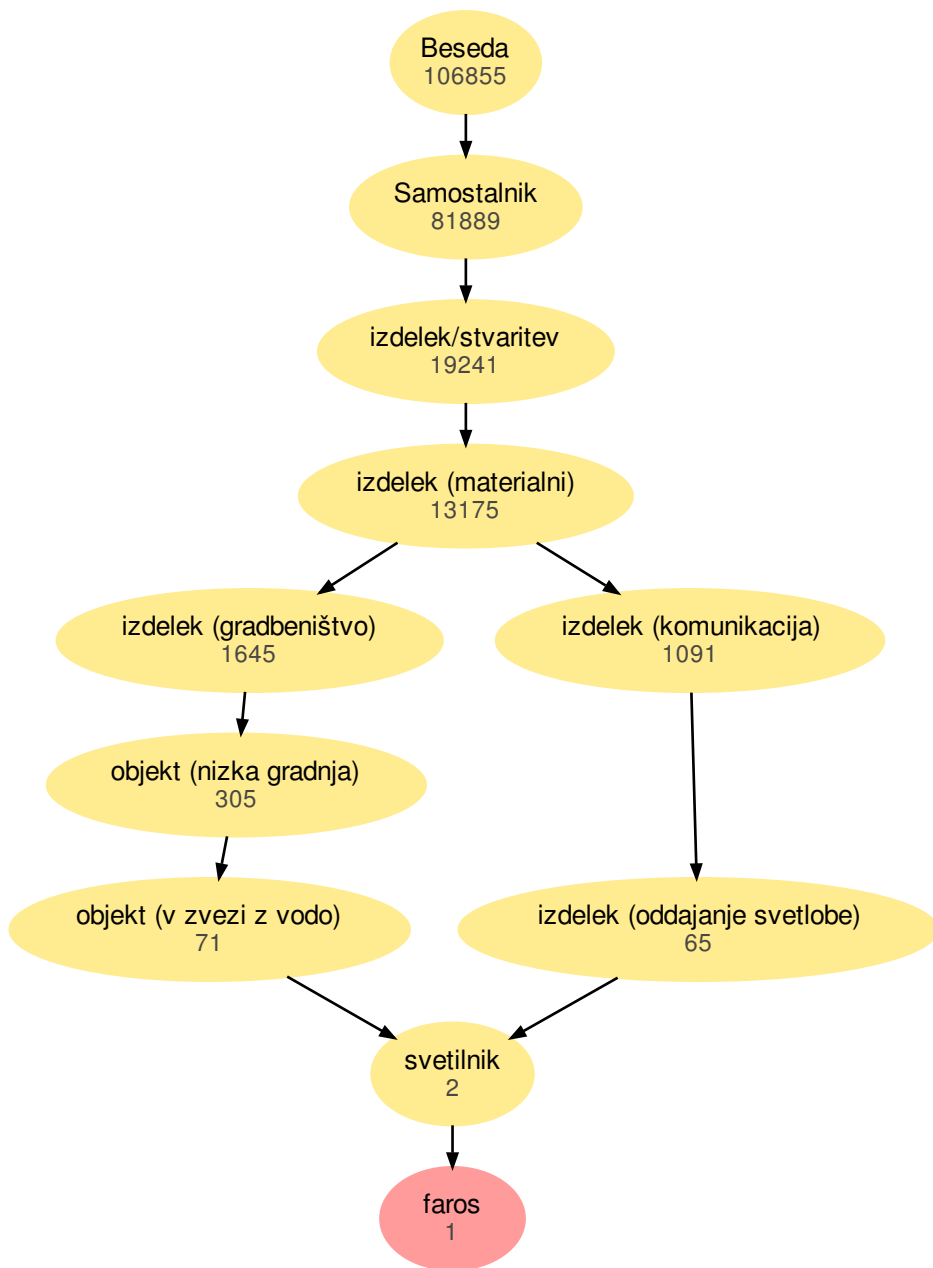 Beseda
106855
Samostalnik
81889
izdelek/stvaritev
19241
izdelek (materialni)
13175
izdelek (gradbeništvo)
1645
izdelek (komunikacija)
1091
objekt (nizka gradnja)
305
objekt (v zvezi z vodo)
71
izdelek (oddajanje svetlobe)
65
svetilnik
2
faros
1